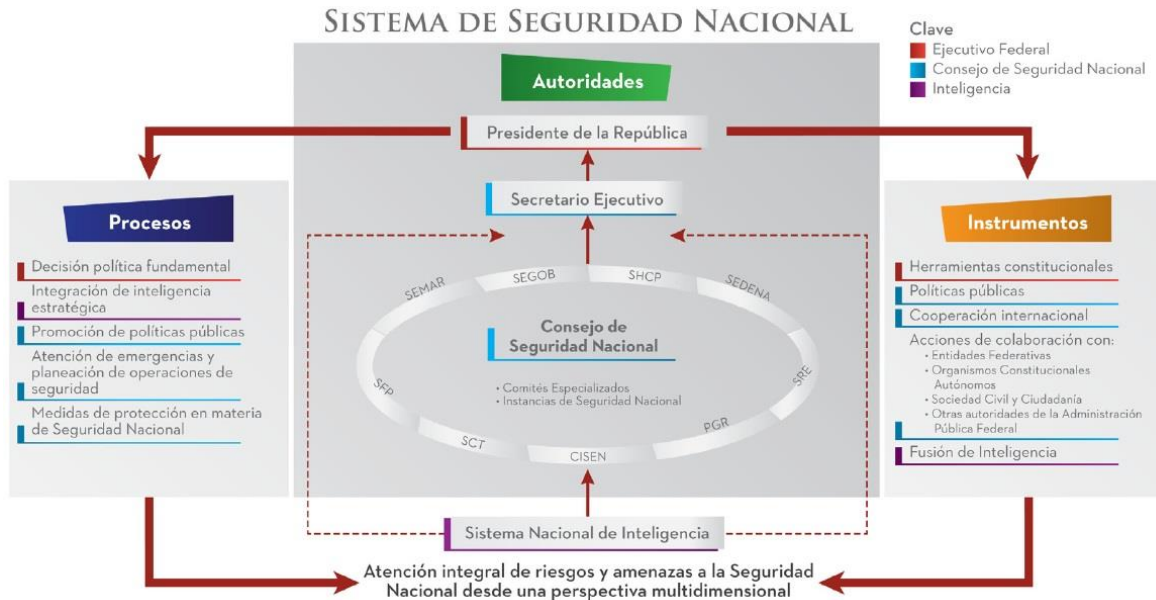 SISTEMA DE SEGURIDAD NACIONAL
Clave
Ejecutivo Federal
Consejo de Seguridad Nacional
Inteligencia
Autoridades
Presidente de la República
Secretario Ejecutivo
SEMAR
SEGOB
SHCP
SEDENA
SRE
PGR
CISEN
SCT
SFP
Consejo de
Seguridad Nacional
• Comités Especializados
• Instancias de Seguridad Nacional
Sistema Nacional de Inteligencia
Procesos
Decisión política fundamental
Integración de inteligencia
estratégica
Promoción de políticas públicas
Atención de emergencias y
planeación de operaciones de
seguridad
Medidas de protección en materia
de Seguridad Nacional
Instrumentos
Herramientas constitucionales
Políticas públicas
Cooperación internacional
Acciones de colaboración con:
• Entidades Federativas
• Organismos Constitucionales
Autónomos
• Sociedad Civil y Ciudadanía
• Otras autoridades de la Administración
Pública Federal
Fusión de Inteligencia
Atención integral de riesgos y amenazas a la Seguridad
Nacional desde una perspectiva multidimensional